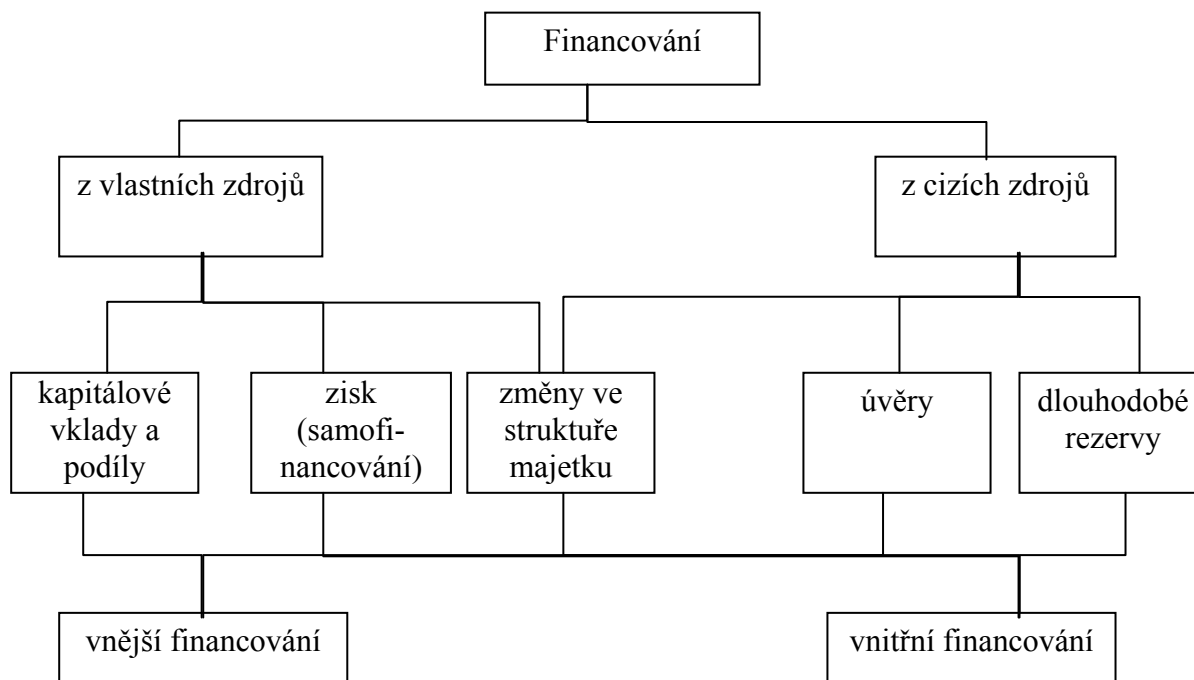 Financování
z vlastních zdrojů
z cizích zdrojů
kapitálové
vklady a
podíly
zisk
(samofi-
nancování)
změny ve
struktuře
majetku
úvěry
dlouhodobé
rezervy
vnější financování
vnitřní financování